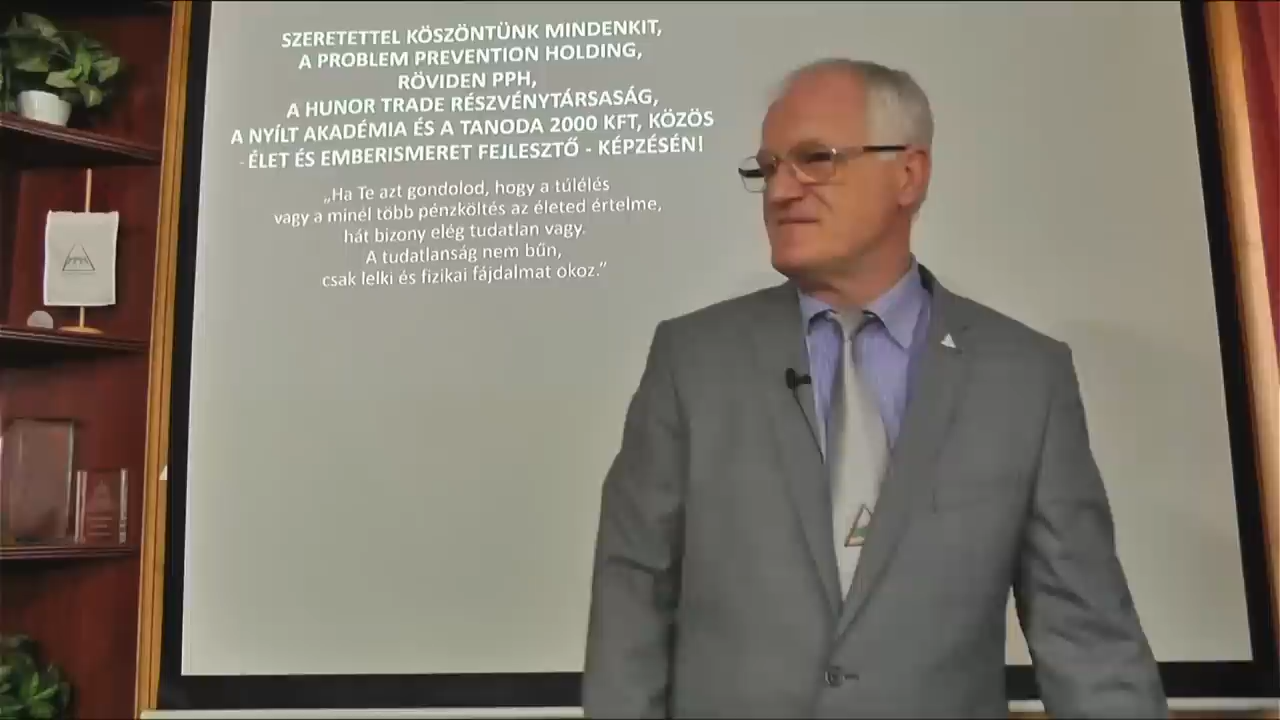 SZERETETTEL KÖSZÖNTÜNK MINDENKIT,
A PROBLEM PREVENTION HOLDING,
RÖVIDEN PPH,
A HUNOR TRADE RÉSZVÉNYTÁRSASÁG,
A NYÍLT AKADÉMIA ÉS A TANODA 2000 KFT, KÖZÖS
- ÉLET ÉS EMBERISMERET FEJLESZTŐ - KÉPZÉSÉN!
„Ha Te azt gondolod, hogy a túlélés
vagy a minél több pénzköltés az életed értelme,
hát bizony elég tudatlan vagy.
A tudatlanság nem bűn,
csak lelki és fizikai fájdalmat okoz.”